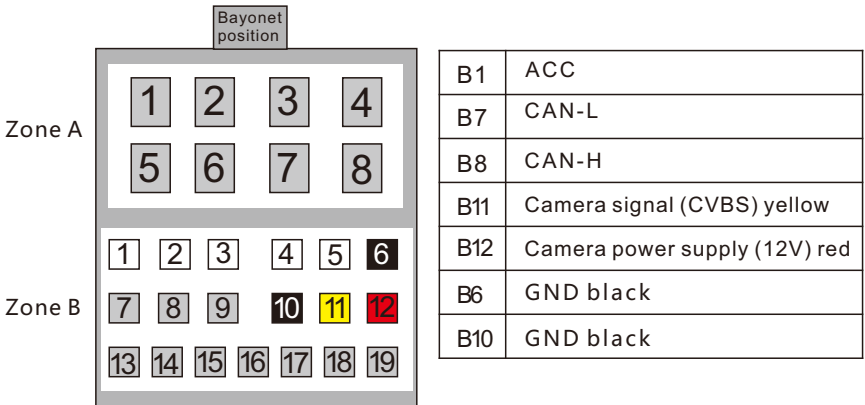 Bayonet
position
Zone A
1 2 3 4
5 6 7 8
Zone B
1 2 3 4 5 6
7 8 9 10 11 12
13 14 15 16 17 18 19
B1 ACC
B7 CAN-L
B8 CAN-H
B11 Camera signal (CVBS) yellow
B12 Camera power supply (12V) red
B6 GND black
B10 GND black